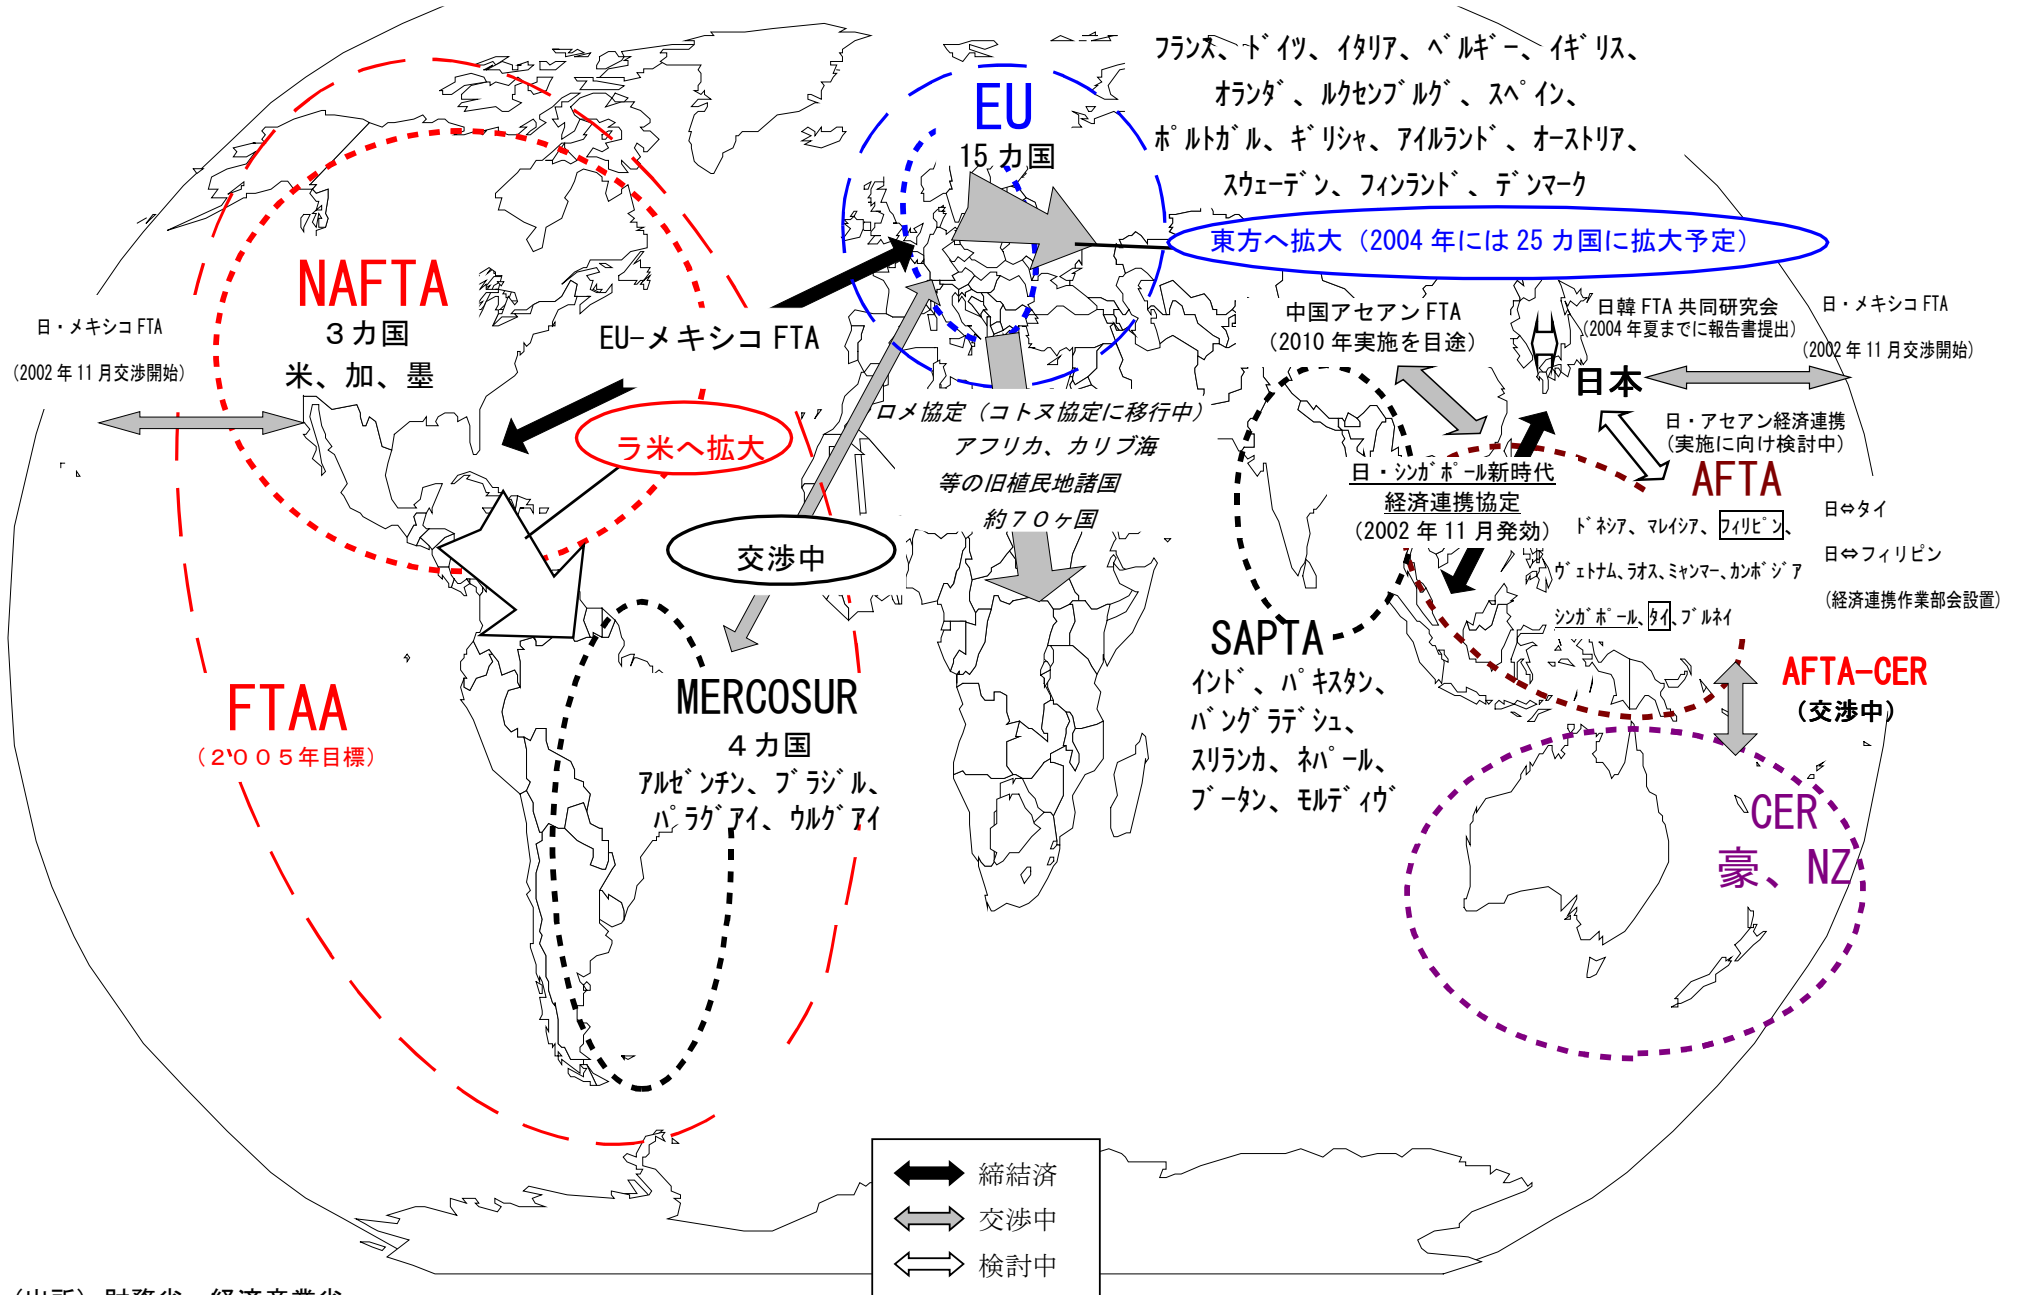 フランス、ドイツ、イタリア、ベルギー、イギリス、
オランダ、ルクセンブルグ、スペイン、
ポルトガル、ギリシャ、アイルランド、オーストリア、
スウェーデン、フィンランド、デンマーク
EU
15カ国
東方へ拡大（2004年には25カ国に拡大予定）
NAFTA
３カ国
米、加、墨
日・メキシコFTA
(2002年11月交渉開始)
EU-メキシコFTA
中国アセアンFTA
(2010年実施を目途)
日韓FTA共同研究会
(2004年夏までに報告書提出)
日・メキシコFTA
(2002年11月交渉開始)
日本
ラ米へ拡大
ロメ協定（コトヌ協定に移行中）
アフリカ、カリブ海
等の旧植民地諸国
約７０ヶ国
日・アセアン経済連携
(実施に向け検討中)
AFTA
日・シンガポール新時代
経済連携協定
(2002年11月発効)
ドネシア、マレイシア、フィリピン、
ヴェトナム、ラオス、ミャンマー、カンボジア
シンガポール、タイ、ブルネイ
日⇔タイ
日⇔フィリピン
(経済連携作業部会設置)
交渉中
SAPTA
インド、パキスタン、
バングラデシュ、
スリランカ、ネパール、
ブータン、モルディヴ
AFTA-CER
（交渉中）
FTAA
（２００５年目標）
MERCOSUR
４カ国
アルゼンチン、ブラジル、
パラグアイ、ウルグアイ
CER
豪、NZ
締結済
交渉中
検討中